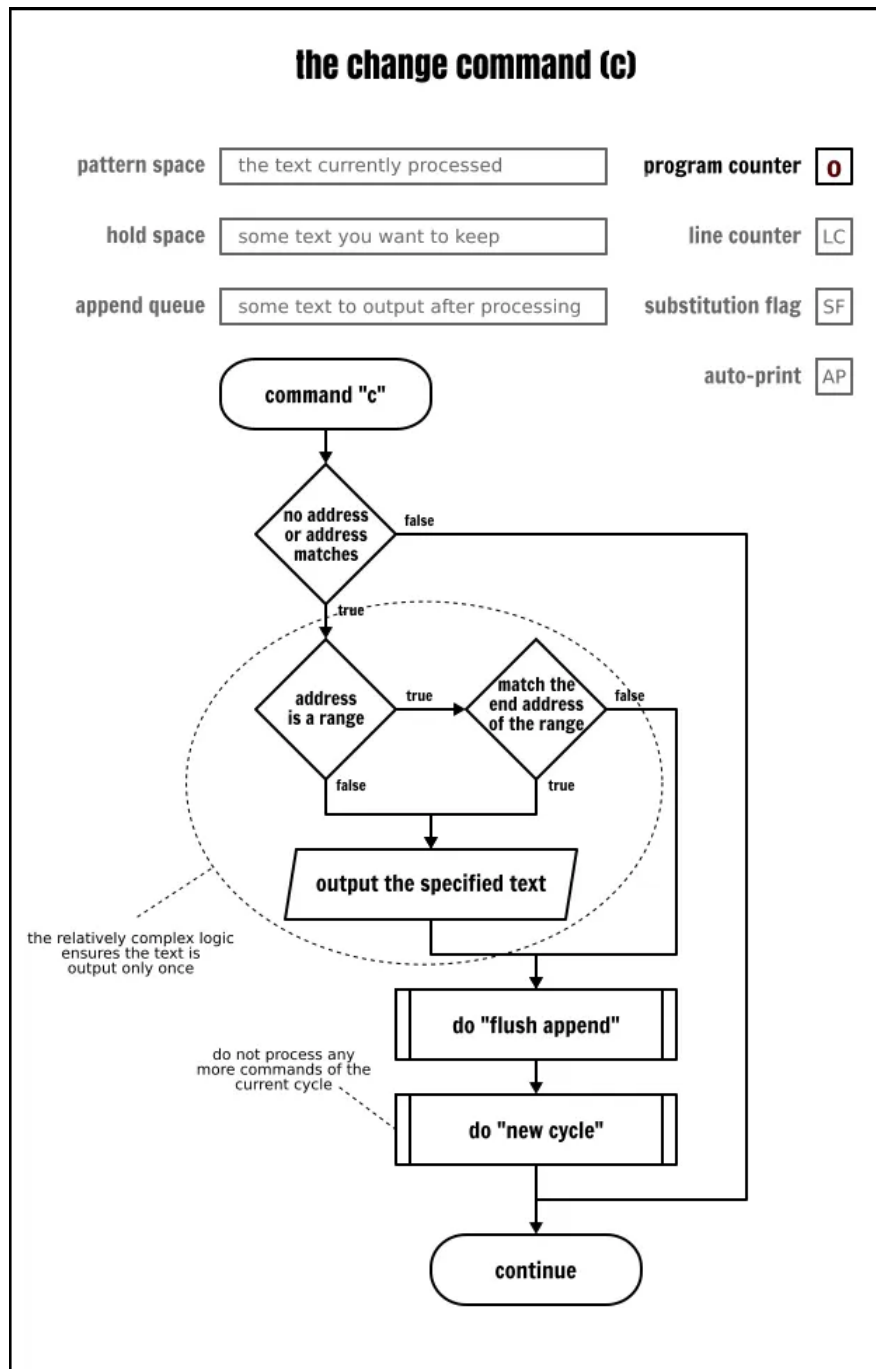 the change command (c)
pattern space
the text currently processed
program counter
0
hold space
some text you want to keep
line counter
LC
append queue
some text to output after processing
substitution flag
SF
auto-print
AP
command "c"
no address
or address
matches
false
true
address
is a range
true
match the
end address
of the range
false
false
true
output the specified text
the relatively complex logic
ensures the text is
output only once
do "flush append"
do not process any
more commands of the
current cycle
do "new cycle"
continue